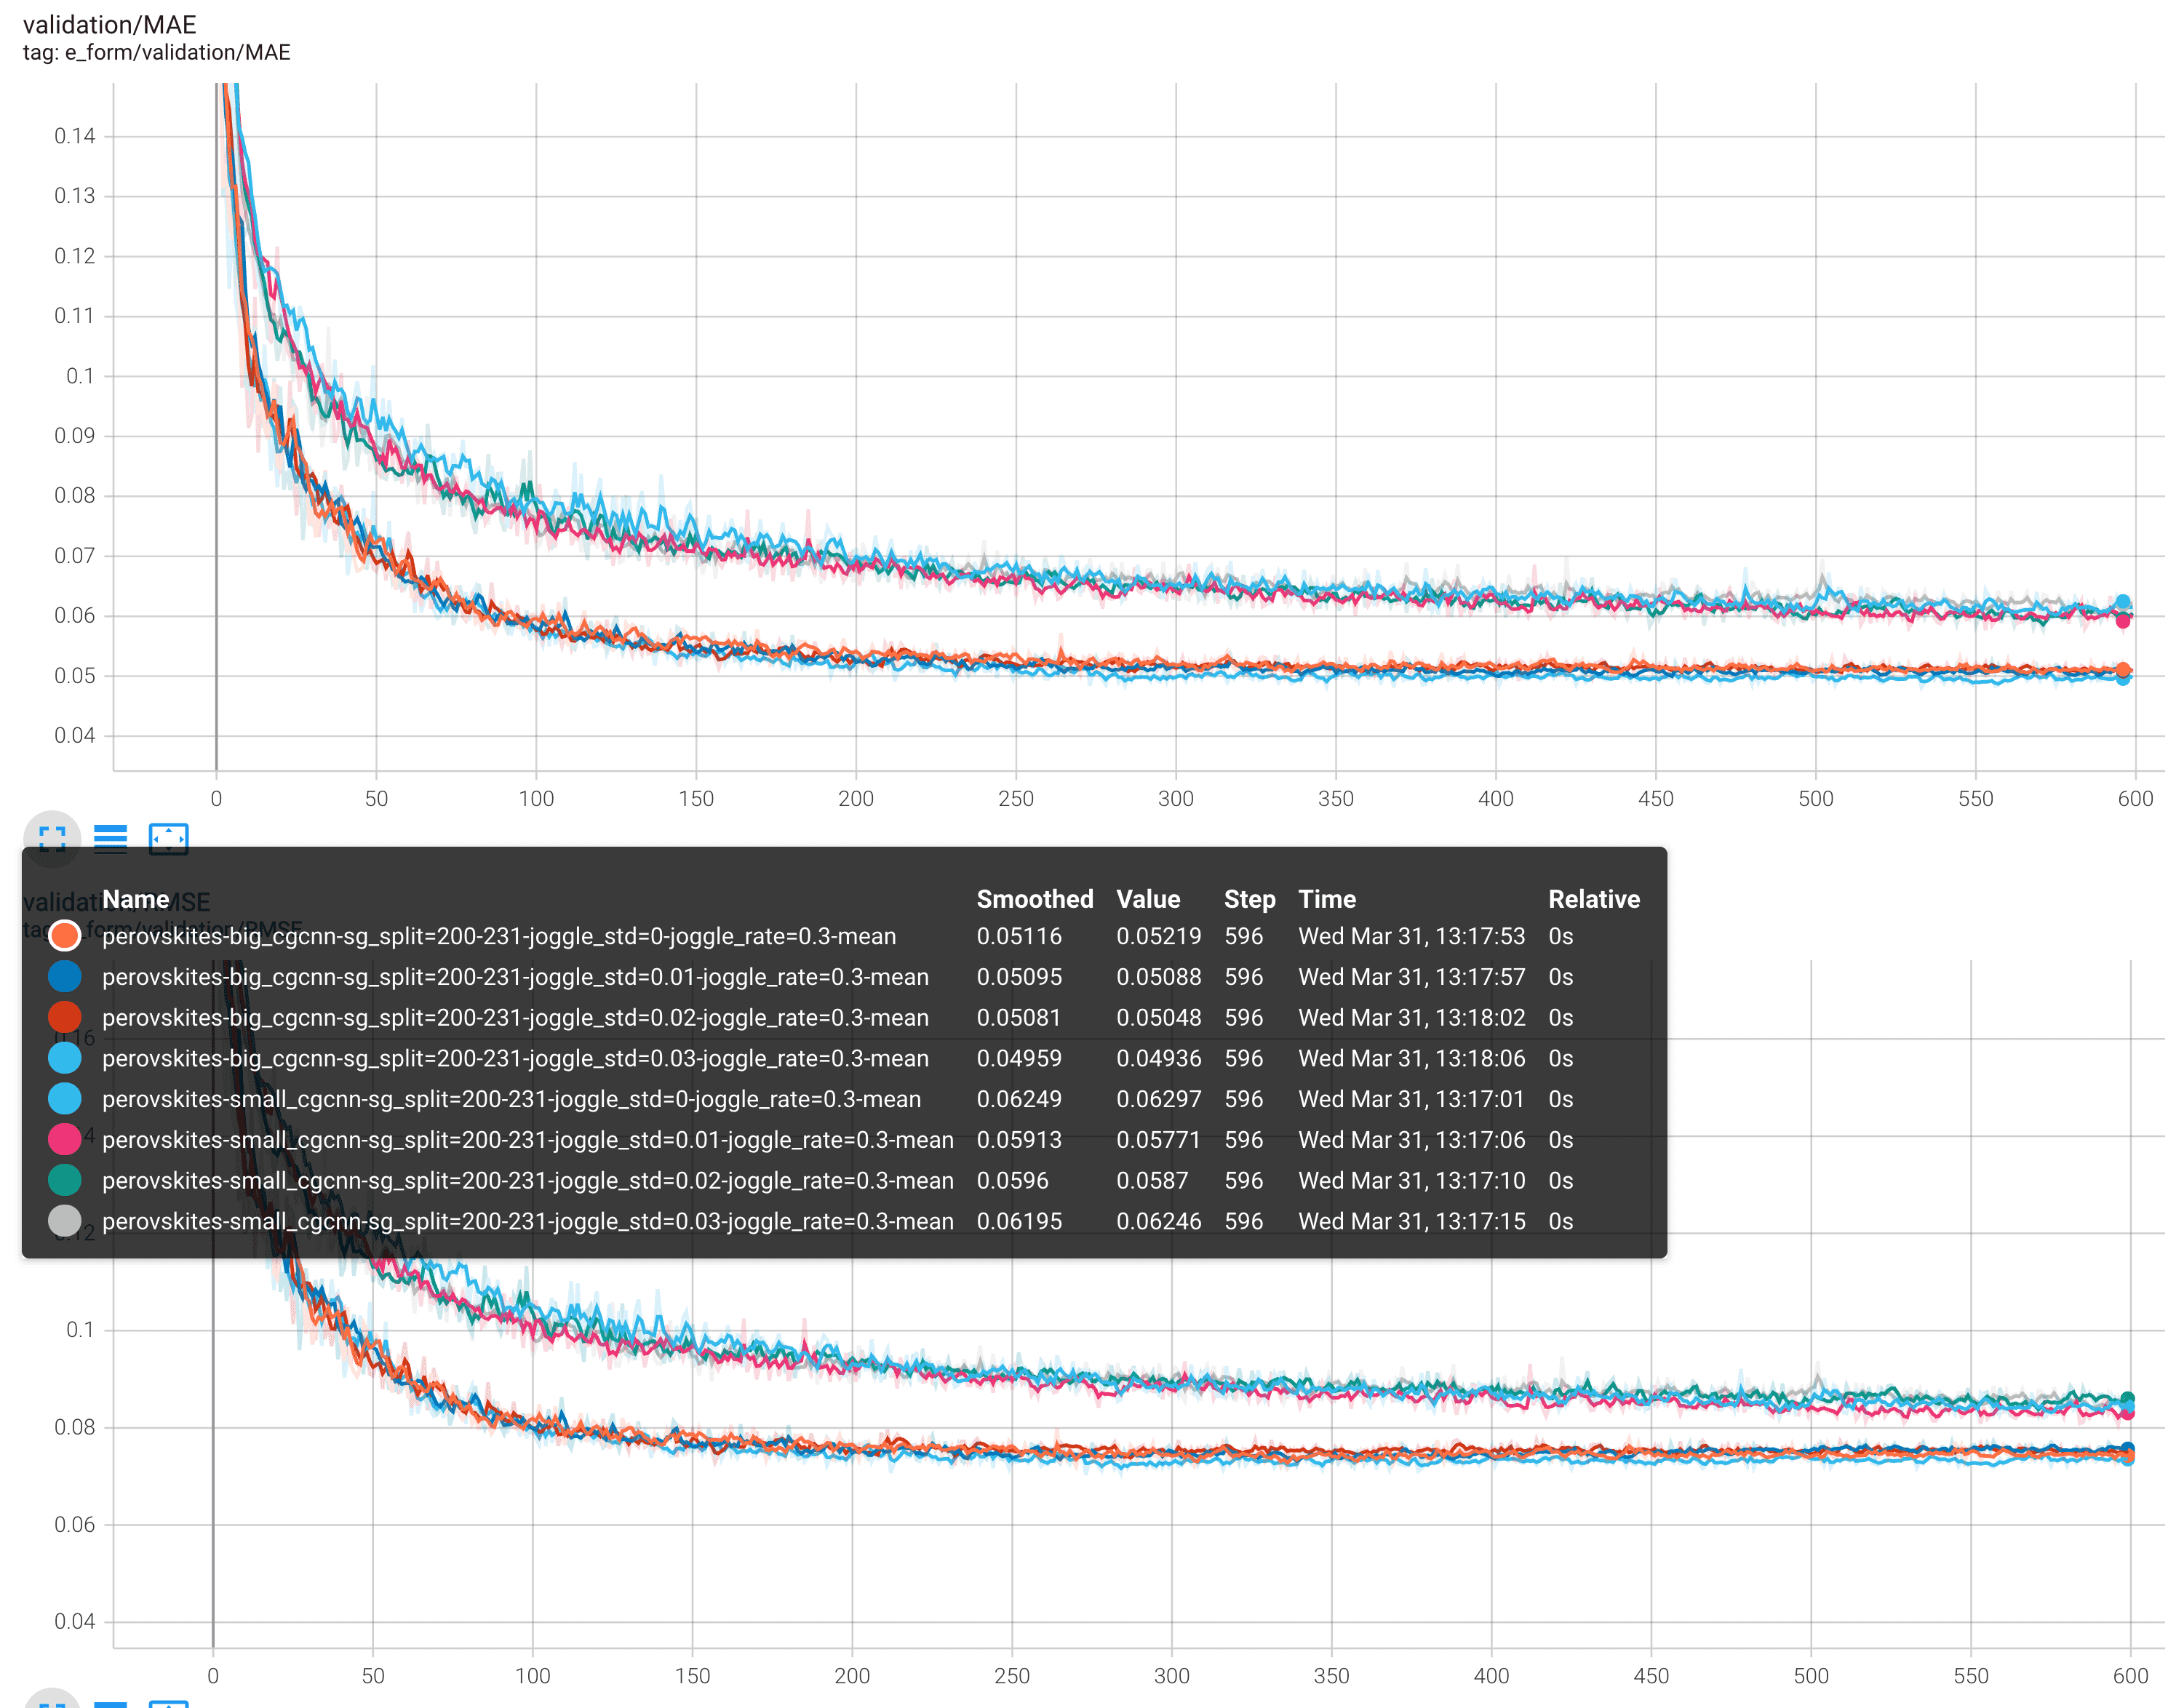 validation/MAE
tag: e_form/validation/MAE
0.14
0.13
0.12
0.11
0.1
0.09
0.08
0.07
0.06
0.05
0.04
0 50 100 150 200 250 300 350 400 450 500 550 600
validation/RMSE
tag: e_form/validation/RMSE
Name Smoothed Value Step Time Relative
perovskites-big_cgcnn-sg_split=200-231-joggle_std=0-joggle_rate=0.3-mean 0.05116 0.05219 596 Wed Mar 31, 13:17:53 0s
perovskites-big_cgcnn-sg_split=200-231-joggle_std=0.01-joggle_rate=0.3-mean 0.05095 0.05088 596 Wed Mar 31, 13:17:57 0s
perovskites-big_cgcnn-sg_split=200-231-joggle_std=0.02-joggle_rate=0.3-mean 0.05081 0.05048 596 Wed Mar 31, 13:18:02 0s
perovskites-big_cgcnn-sg_split=200-231-joggle_std=0.03-joggle_rate=0.3-mean 0.04959 0.04936 596 Wed Mar 31, 13:18:06 0s
perovskites-small_cgcnn-sg_split=200-231-joggle_std=0-joggle_rate=0.3-mean 0.06249 0.06297 596 Wed Mar 31, 13:17:01 0s
perovskites-small_cgcnn-sg_split=200-231-joggle_std=0.01-joggle_rate=0.3-mean 0.05913 0.05771 596 Wed Mar 31, 13:17:06 0s
perovskites-small_cgcnn-sg_split=200-231-joggle_std=0.02-joggle_rate=0.3-mean 0.0596 0.0587 596 Wed Mar 31, 13:17:10 0s
perovskites-small_cgcnn-sg_split=200-231-joggle_std=0.03-joggle_rate=0.3-mean 0.06195 0.06246 596 Wed Mar 31, 13:17:15 0s
0.16
0.12
0.1
0.08
0.06
0.04
0 50 100 150 200 250 300 350 400 450 500 550 600